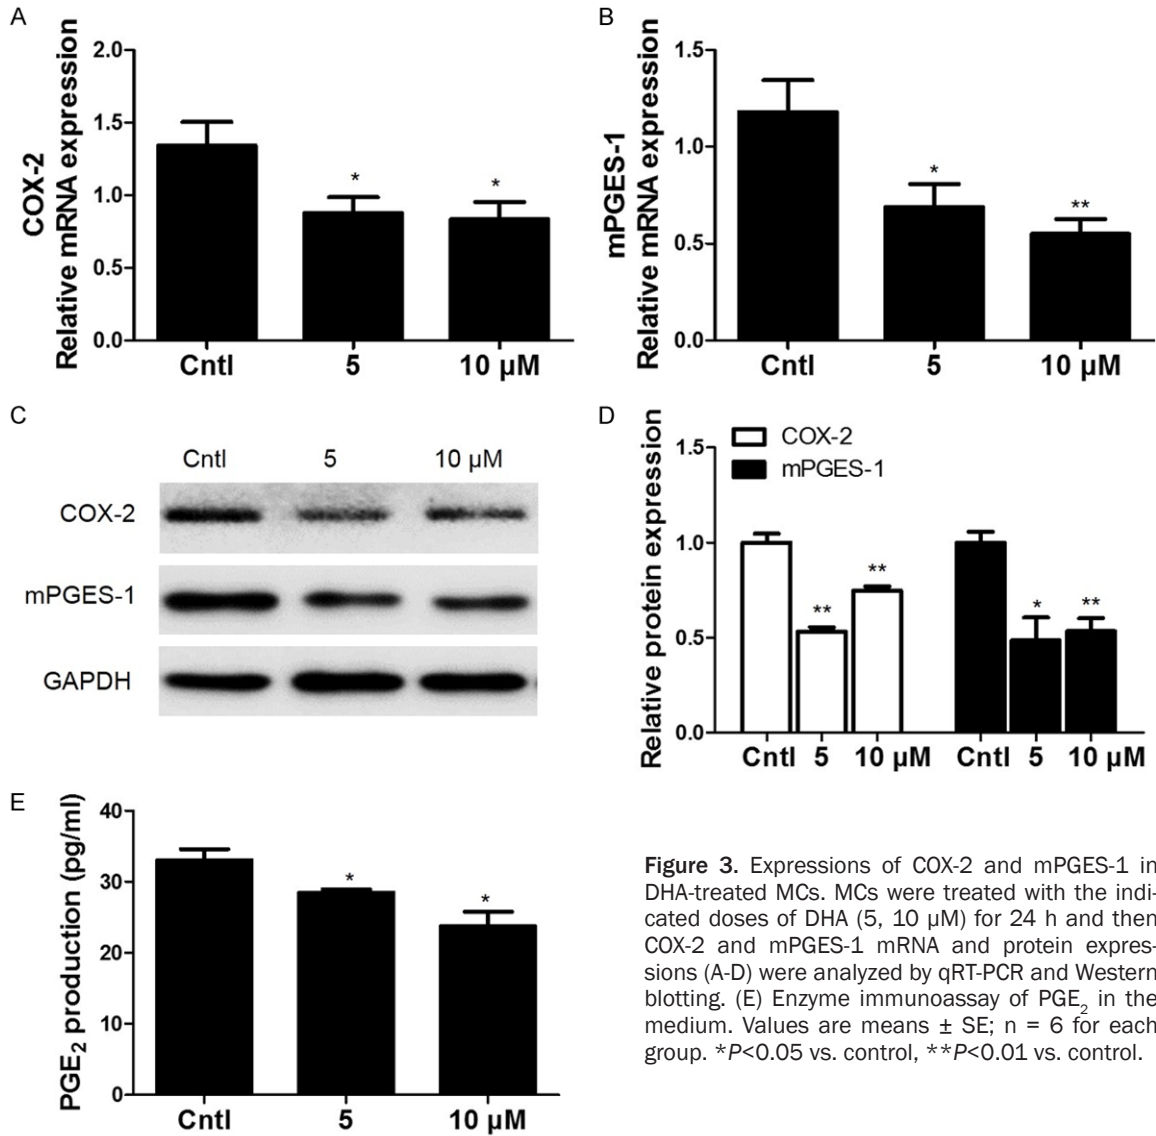 A
COX-2
Relative mRNA expression
2.0
1.5
1.0
0.5
0.0
*
*
Cntl 5 10 µM
B
mPGES-1
Relative mRNA expression
1.5
1.0
0.5
0.0
*
**
Cntl 5 10 µM
C
Cntl 5 10 µM
COX-2
mPGES-1
GAPDH
D
Relative protein expression
COX-2
mPGES-1
1.5
1.0
0.5
0.0
**
**
*
**
Cntl 5 10 µM Cntl 5 10 µM
E
PGE2 production (pg/ml)
40
30
20
10
0
*
*
Cntl 5 10 µM
Figure 3. Expressions of COX-2 and mPGES-1 in
DHA-treated MCs. MCs were treated with the indi-
cated doses of DHA (5, 10 µM) for 24 h and then
COX-2 and mPGES-1 mRNA and protein expres-
sions (A-D) were analyzed by qRT-PCR and Western
blotting. (E) Enzyme immunoassay of PGE2 in the
medium. Values are means ± SE; n = 6 for each
group. *P<0.05 vs. control, **P<0.01 vs. control.